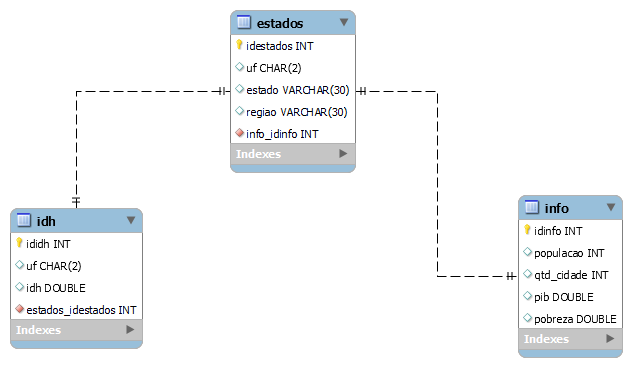 estados
idestados INT
uf CHAR(2)
estado VARCHAR(30)
regiao VARCHAR(30)
info_idinfo INT
Indexes
idh
ididh INT
uf CHAR(2)
idh DOUBLE
estados_idestados INT
Indexes
info
idinfo INT
populacao INT
qtd_cidade INT
pib DOUBLE
pobreza DOUBLE
Indexes